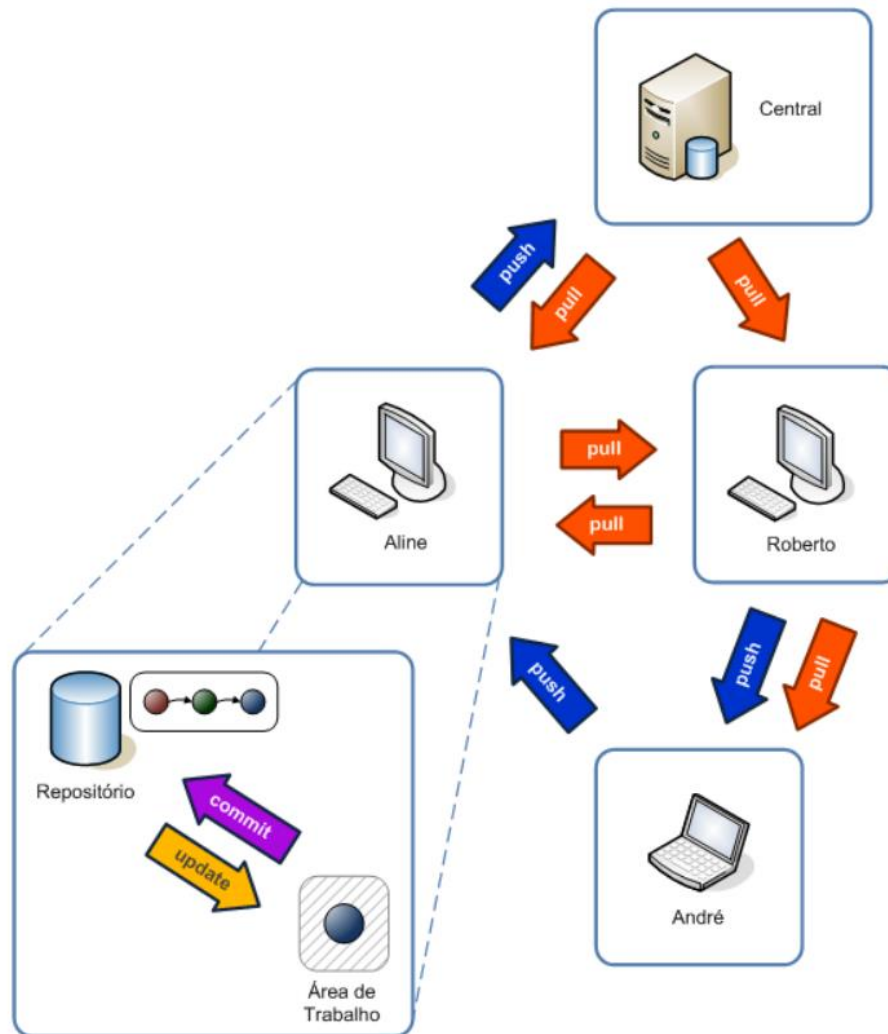 Central
push
pull
pull
Aline
pull
pull
Roberto
push
push
pull
Repositório
commit
update
Área de
Trabalho
André